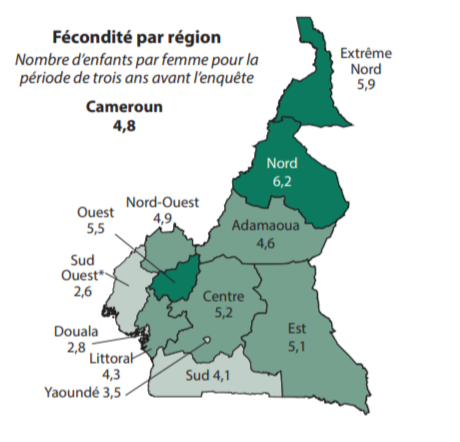 Fécondité par région
Nombre d'enfants par femme pour la
période de trois ans avant l'enquête
Cameroun
4,8
Extrême
Nord
5,9
Nord
6,2
Nord-Ouest
4,9
Ouest
5,5
Adamaoua
4,6
Sud
Ouest*
2,6
Centre
5,2
Est
5,1
Douala
2,8
Littoral
4,3
Sud 4,1
Yaoundé 3,5